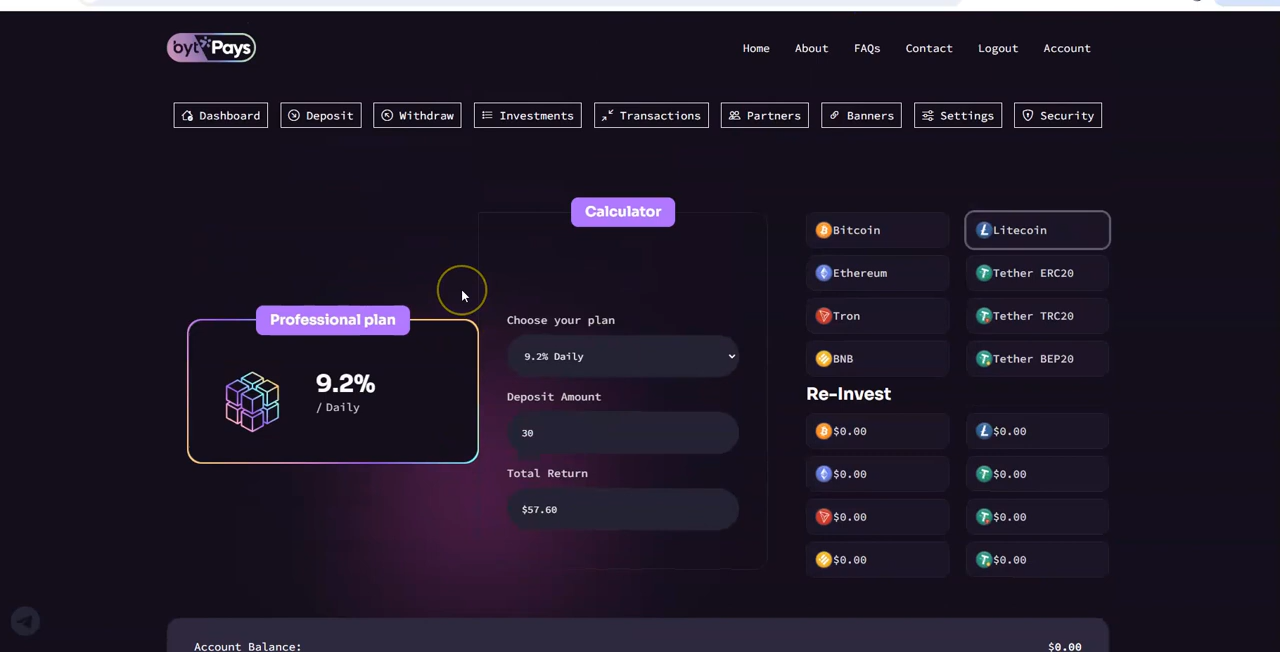 byt Pays
Home About FAQs Contact Logout Account
Dashboard Deposit Withdraw Investments Transactions Partners Banners Settings Security
Calculator
Professional plan
9.2%
/ Daily
Choose your plan
9.2% Daily
Deposit Amount
30
Total Return
$57.60
Bitcoin Litecoin
Ethereum Tether ERC20
Tron Tether TRC20
BNB Tether BEP20
Re-Invest
$0.00 $0.00
$0.00 $0.00
$0.00 $0.00
$0.00 $0.00
Account Balance: $0.00